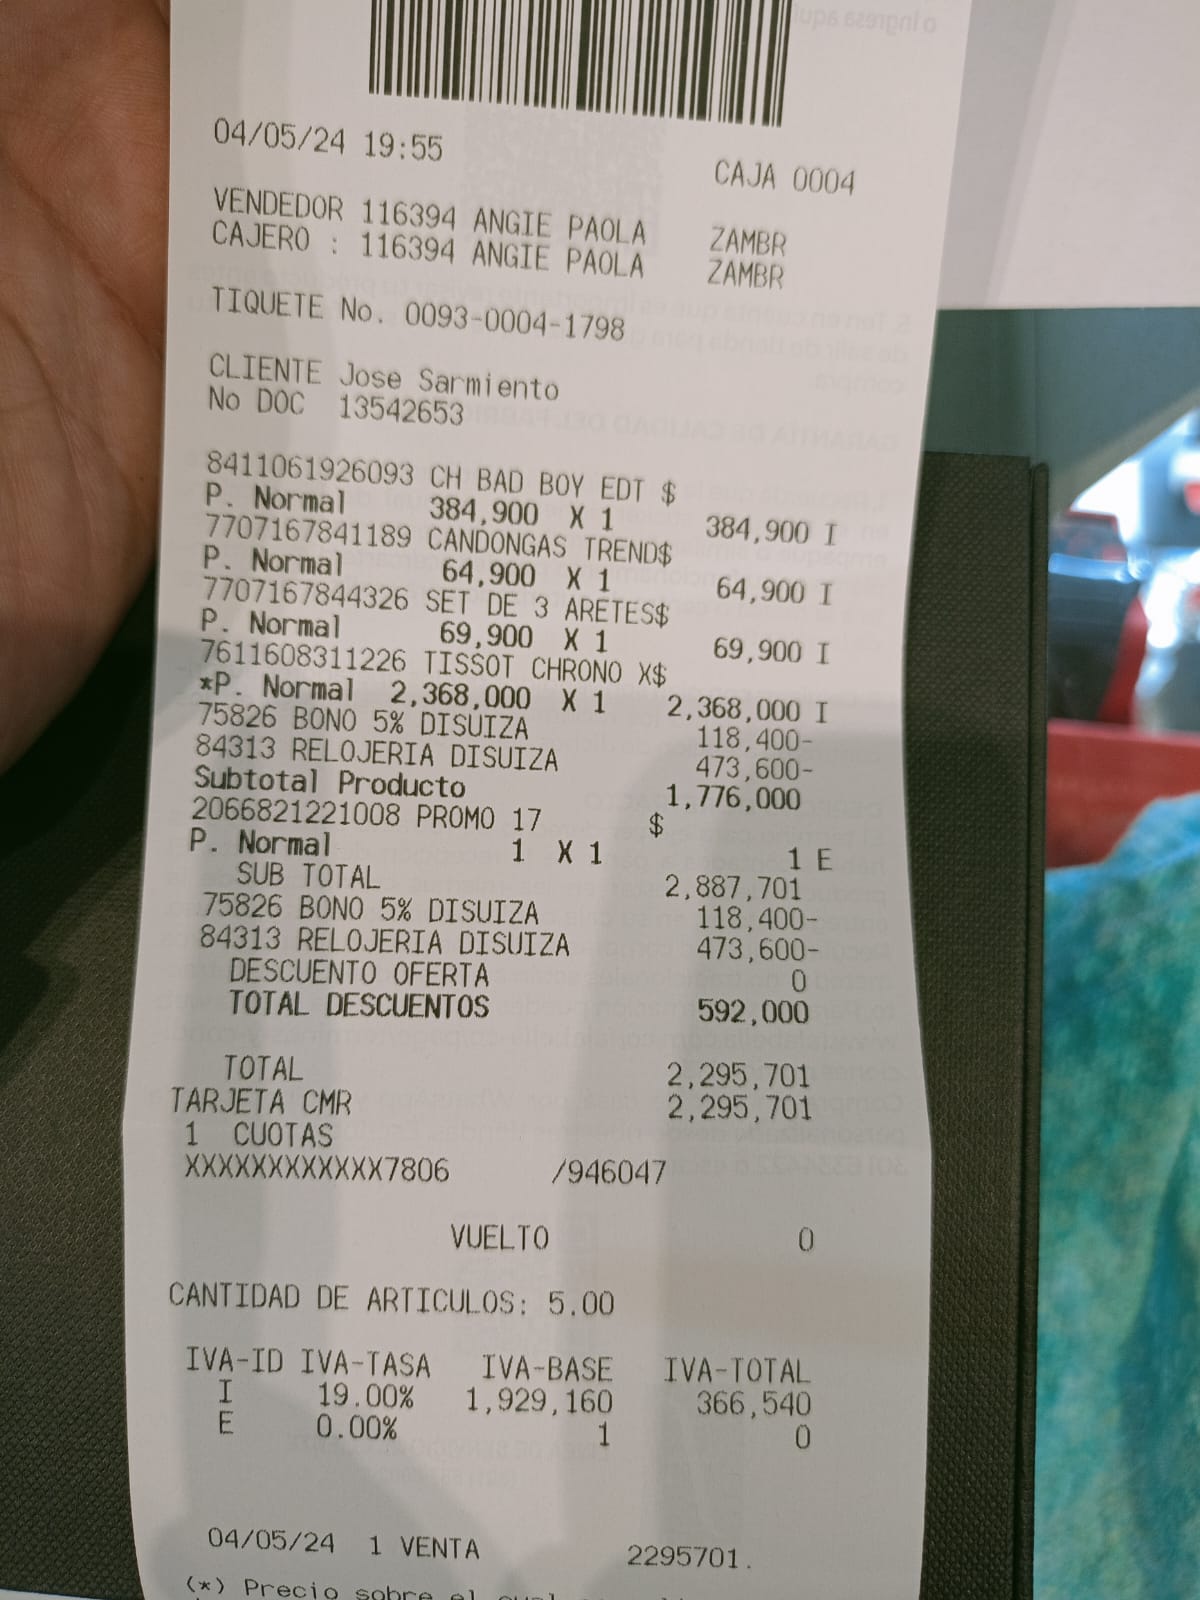 04/05/24 19:55 CAJA 0004
VENDEDOR 116394 ANGIE PAOLA ZAMBR
CAJERO : 116394 ANGIE PAOLA ZAMBR
TIQUETE No. 0093-0004-1798
CLIENTE Jose Sarmiento
No DOC 13542653
8411061926093 CH BAD BOY EDT $
P. Normal 384,900 X 1 384,900 I
7707167841189 CANDONGAS TREND$
P. Normal 64,900 X 1 64,900 I
7707167844326 SET DE 3 ARETES$
P. Normal 69,900 X 1 69,900 I
7611608311226 TISSOT CHRONO X$
*P. Normal 2,368,000 X 1 2,368,000 I
75826 BONO 5% DISUIZA 118,400-
84313 RELOJERIA DISUIZA 473,600-
Subtotal Producto 1,776,000
2066821221008 PROMO 17 $
P. Normal 1 X 1 1 E
SUB TOTAL 2,887,701
75826 BONO 5% DISUIZA 118,400-
84313 RELOJERIA DISUIZA 473,600-
DESCUENTO OFERTA 0
TOTAL DESCUENTOS 592,000
TOTAL 2,295,701
TARJETA CMR 2,295,701
1 CUOTAS
XXXXXXXXXXXX7806 /946047
VUELTO 0
CANTIDAD DE ARTICULOS: 5.00
IVA-ID IVA-TASA IVA-BASE IVA-TOTAL
I 19.00% 1,929,160 366,540
E 0.00% 1 0
04/05/24 1 VENTA 2295701.
(*) Precio sobre el cual